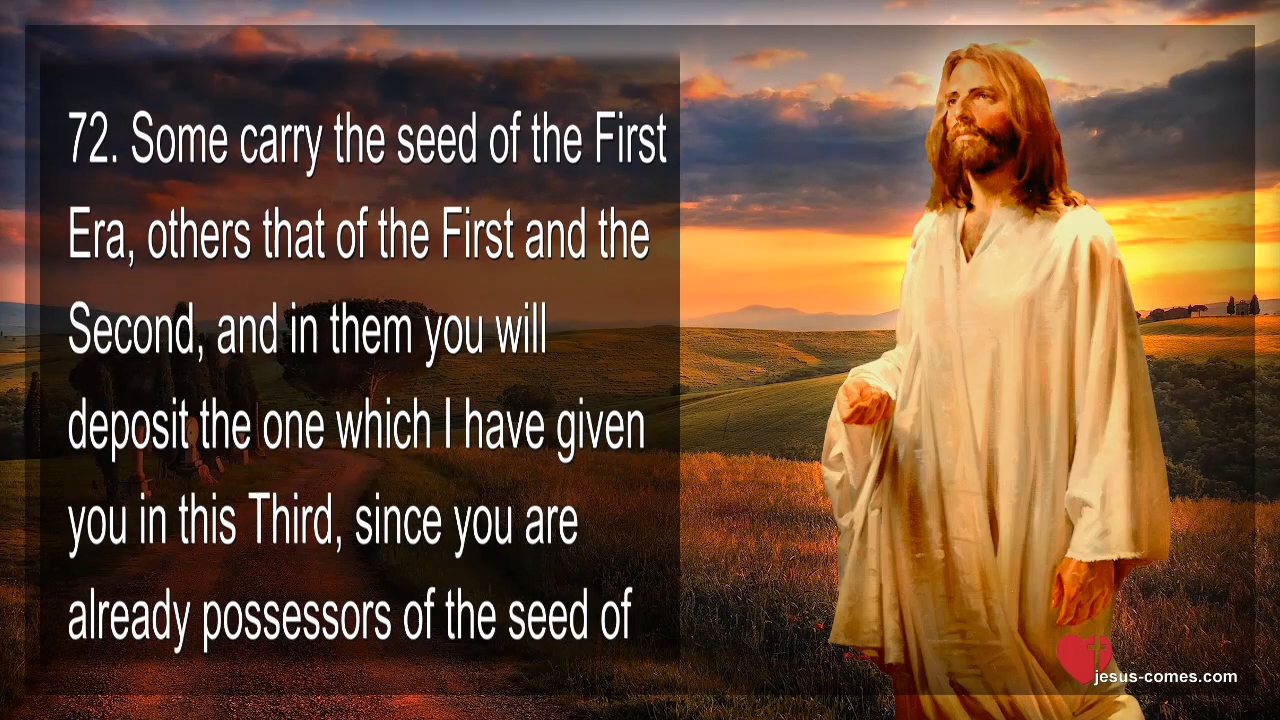 72. Some carry the seed of the First
Era, others that of the First and the
Second, and in them you will
deposit the one which I have given
you in this Third, since you are
already possessors of the seed of
jesus-comes.com